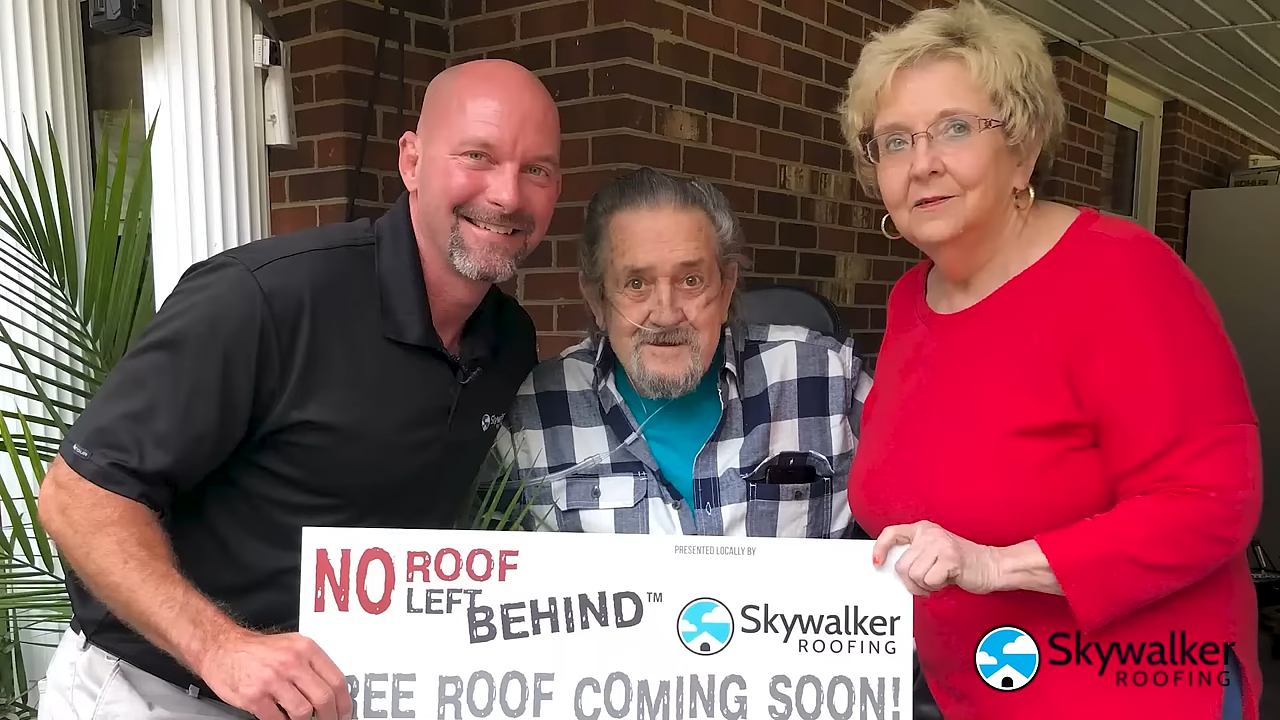 NO ROOF
LEFT
BEHIND™
PRESENTED LOCALLY BY
Skywalker
ROOFING
REE ROOF COMING SOON!
Skywalker
ROOFING